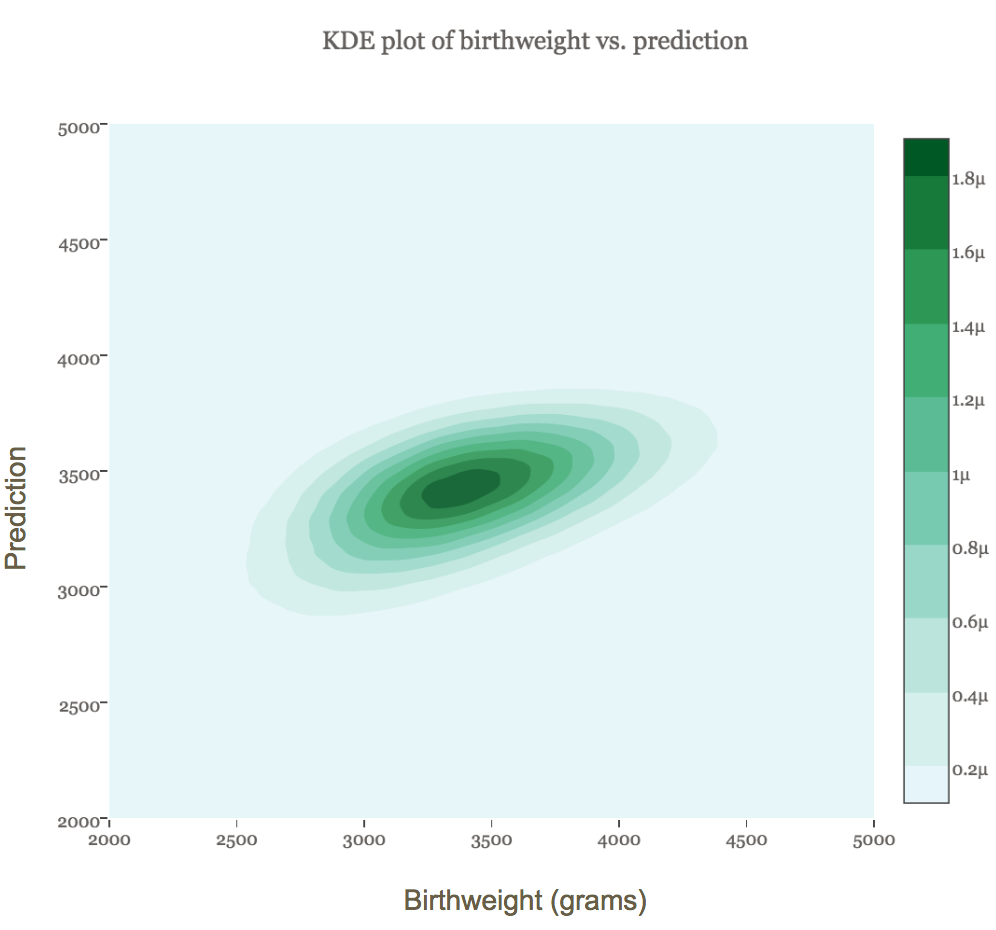 KDE plot of birthweight vs. prediction
5000
4500
4000
3500
3000
2500
2000
Prediction
2000 2500 3000 3500 4000 4500 5000
Birthweight (grams)
1.8μ
1.6μ
1.4μ
1.2μ
1μ
0.8μ
0.6μ
0.4μ
0.2μ